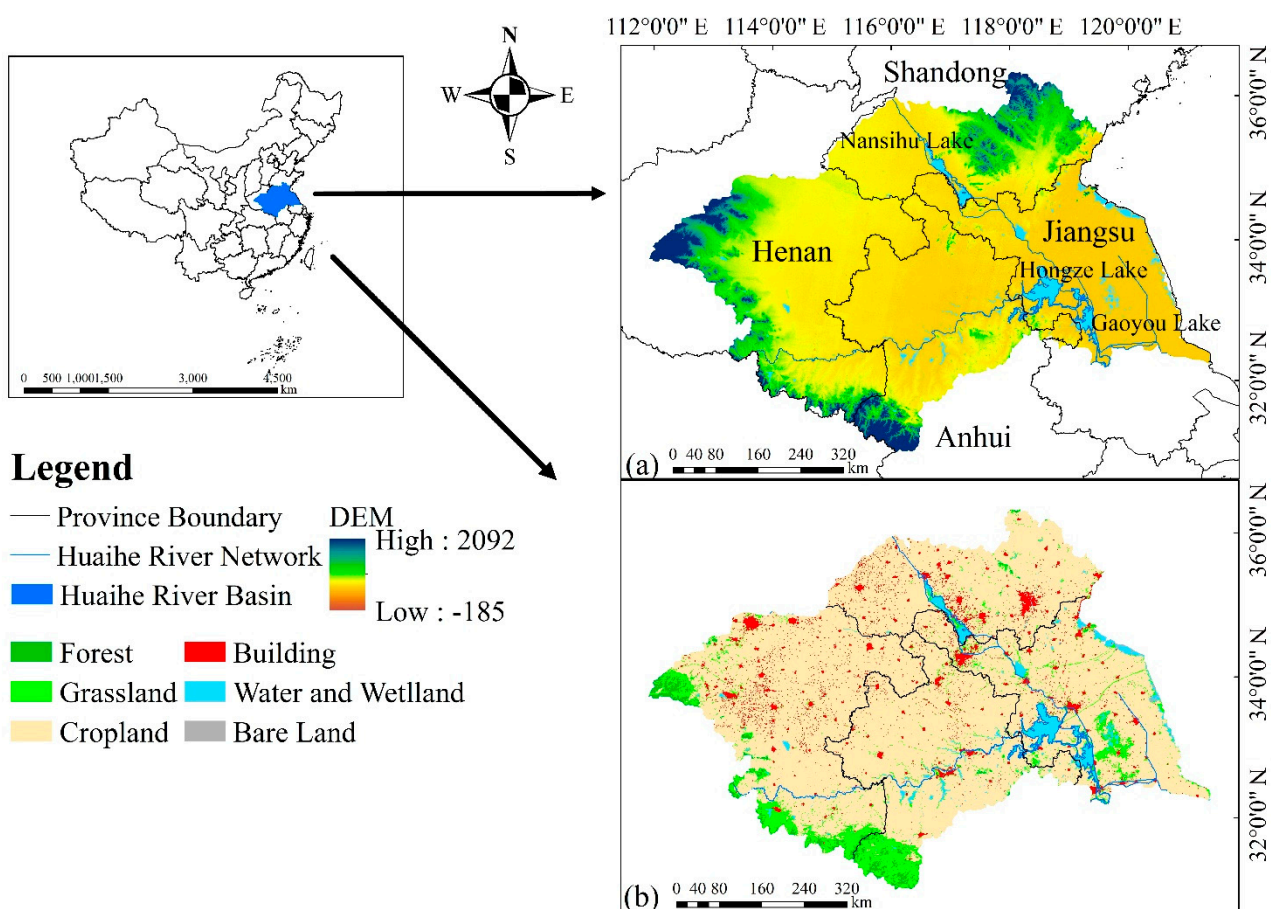 112°0'0" E 114°0'0" E 116°0'0" E 118°0'0" E 120°0'0" E
N
W E
S
0 500 1,000 1,500 3,000 4,500
km
Shandong
Nansihu Lake
Henan
Jiangsu
Hongze Lake
Gaoyou Lake
Anhui
0 40 80 160 240 320
km
(a)
36°0'0" N
34°0'0" N
32°0'0" N
Legend
Province Boundary
Huaihe River Network
Huaihe River Basin
DEM
High : 2092
Low : -185
Forest
Building
Grassland
Water and Wetlland
Cropland
Bare Land
36°0'0" N
34°0'0" N
32°0'0" N
0 40 80 160 240 320
km
(b)